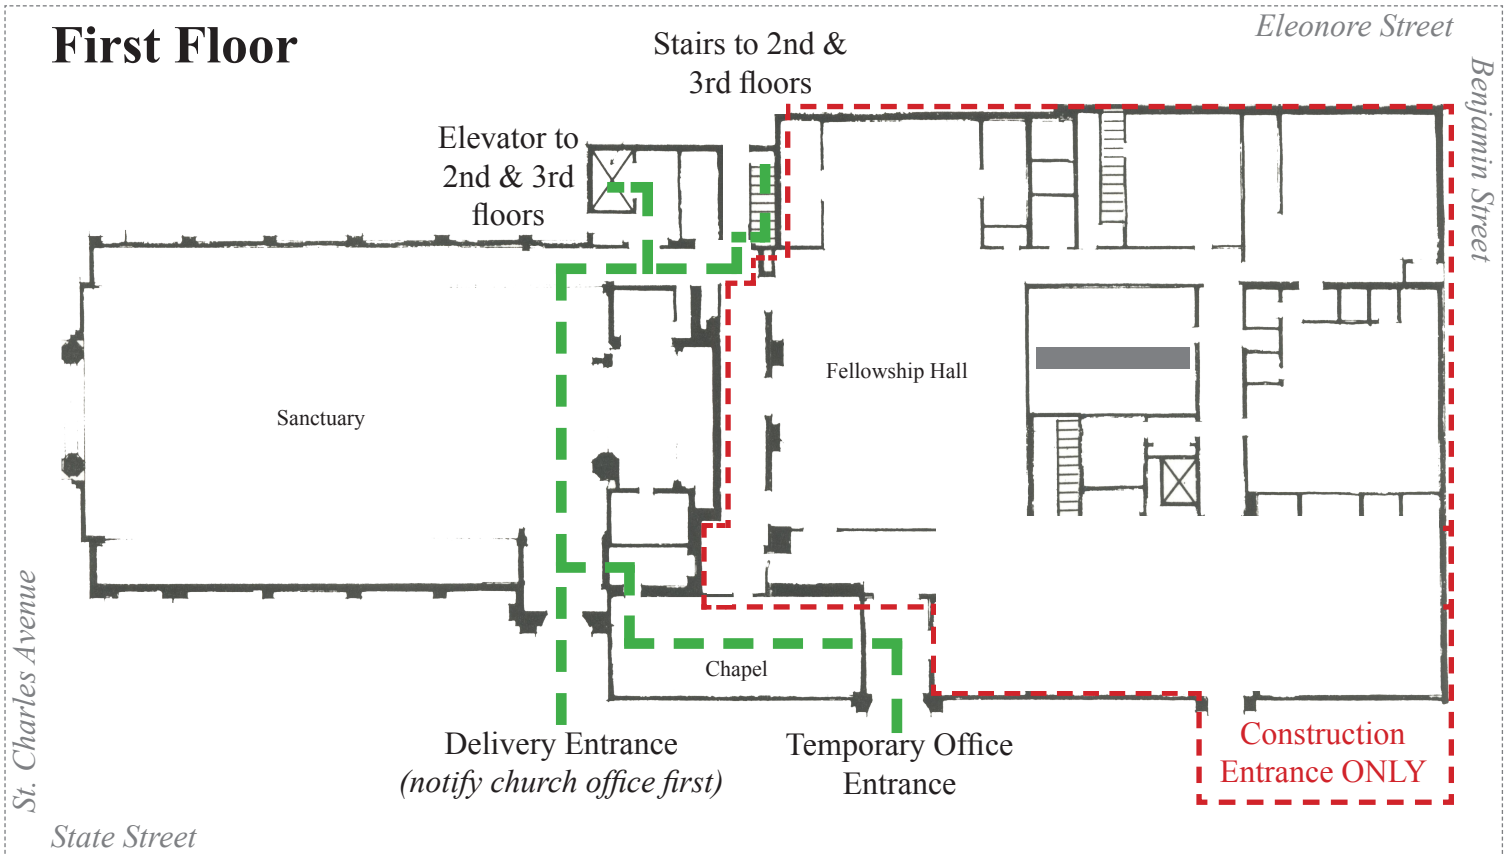 First Floor
Eleonore Street
Stairs to 2nd &
3rd floors
Benjamin Street
Elevator to
2nd & 3rd
floors
Fellowship Hall
Sanctuary
Chapel
St. Charles Avenue
Delivery Entrance
(notify church office first)
Temporary Office
Entrance
Construction
Entrance ONLY
State Street